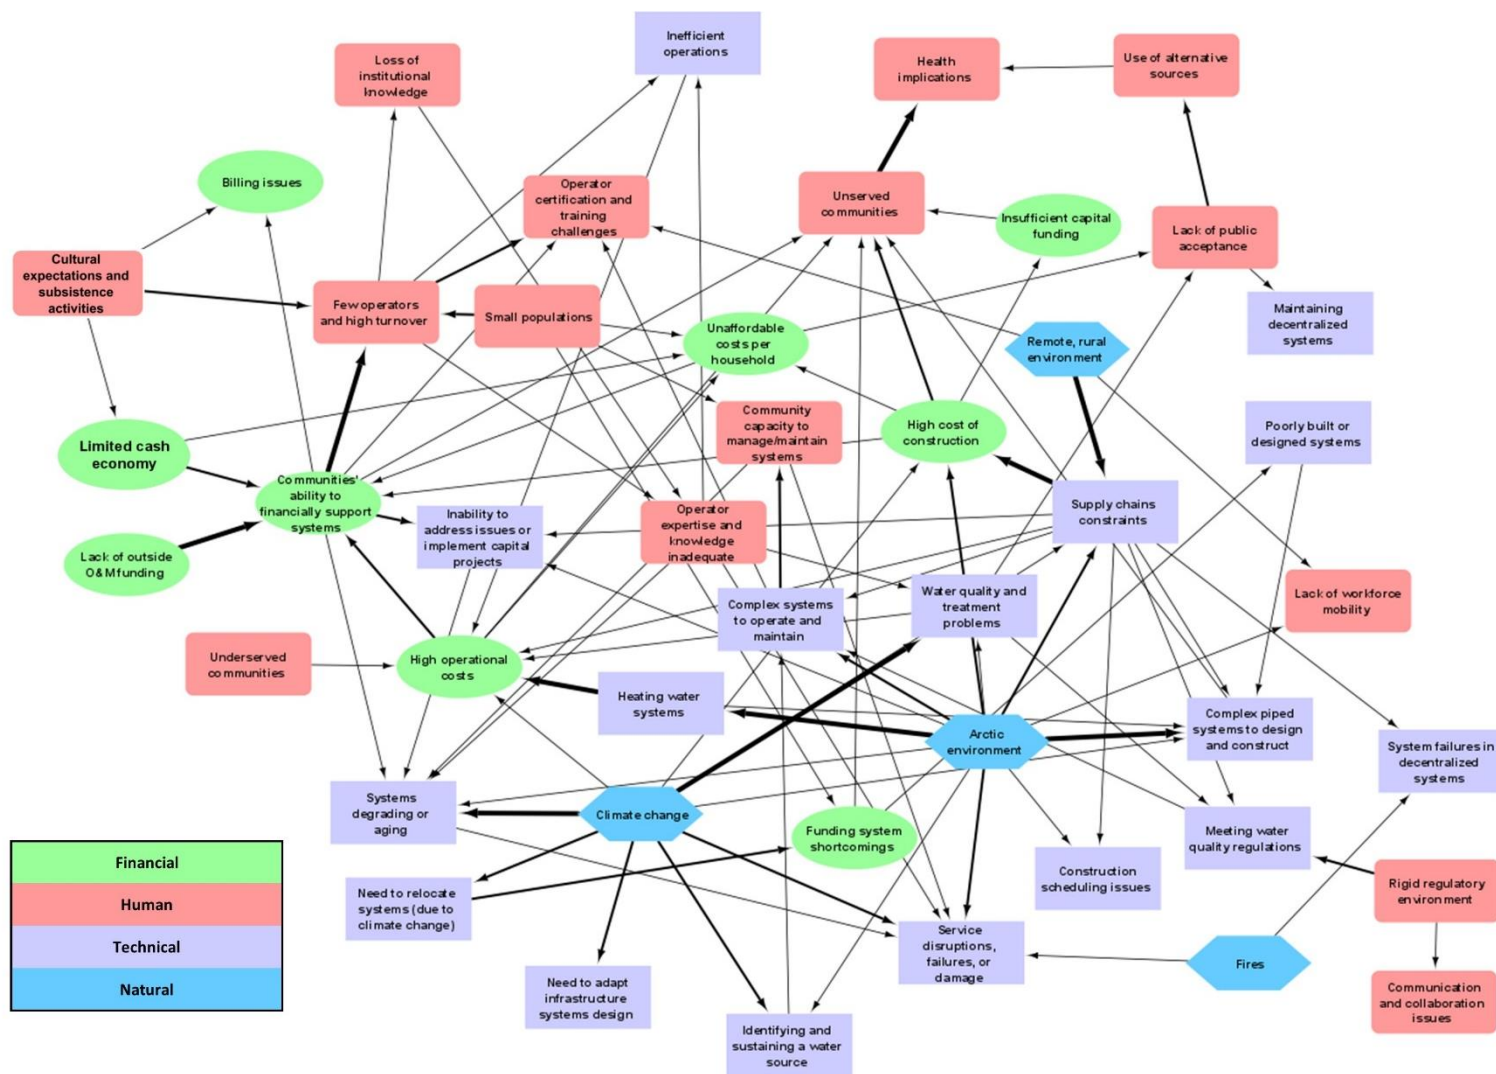 Inefficient
operations
Loss of
institutional
knowledge
Health
implications
Use of alternative
sources
Billing issues
Operator
certification and
training
challenges
Unserved
communities
Insufficient capital
funding
Lack of public
acceptance
Cultural
expectations and
subsistence
activities
Few operators
and high turnover
Small populations
Unaffordable
costs per
household
Remote, rural
environment
Maintaining
decentralized
systems
Limited cash
economy
Community
capacity to
manage/maintain
systems
High cost of
construction
Poorly built or
designed systems
Communities'
ability to
financially support
systems
Inability to
address issues or
implement capital
projects
Operator
expertise and
knowledge
inadequate
Supply chains
constraints
Lack of outside
O&M funding
Complex systems
to operate and
maintain
Water quality and
treatment
problems
Lack of workforce
mobility
Underserved
communities
High operational
costs
Heating water
systems
Arctic
environment
Complex piped
systems to design
and construct
System failures in
decentralized
systems
Systems
degrading or
aging
Climate change
Funding system
shortcomings
Meeting water
quality regulations
Construction
scheduling issues
Need to relocate
systems (due to
climate change)
Rigid regulatory
environment
Service
disruptions,
failures, or
damage
Fires
Need to adapt
infrastructure
systems design
Identifying and
sustaining a water
source
Communication
and collaboration
issues
Financial
Human
Technical
Natural